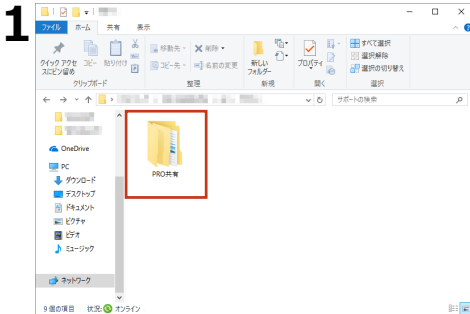 1
ファイル ホーム 共有 表示
クイック アクセスにピン留め コピー 貼り付け 移動先 削除 コピー先 名前の変更 新しいフォルダー プロパティ 開く すべて選択
選択解除
選択の切り替え
クリップボード 整理 新規 開く 選択
サポートの検索
OneDrive
PC
ダウンロード
デスクトップ
ドキュメント
ピクチャ
ビデオ
ミュージック
ネットワーク
PRO共有
9 個の項目 状況: オンライン